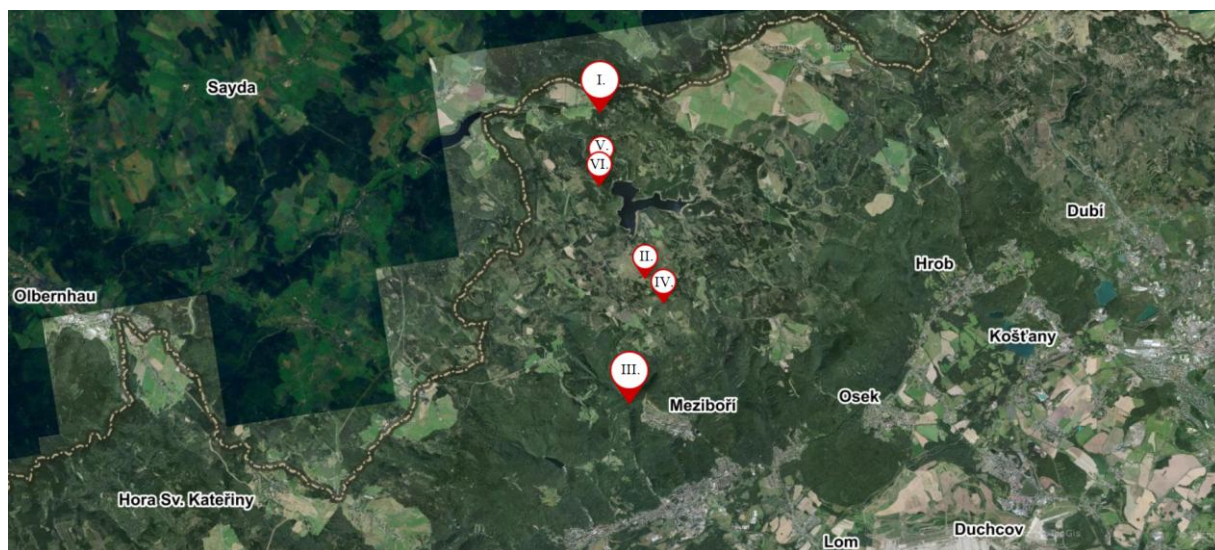 Sayda
I.
V.
VI.
Dubí
II.
Hrob
IV.
Olbernhau
Košťany
III.
Meziboří
Osek
Hora Sv. Kateřiny
Duchcov
Lom